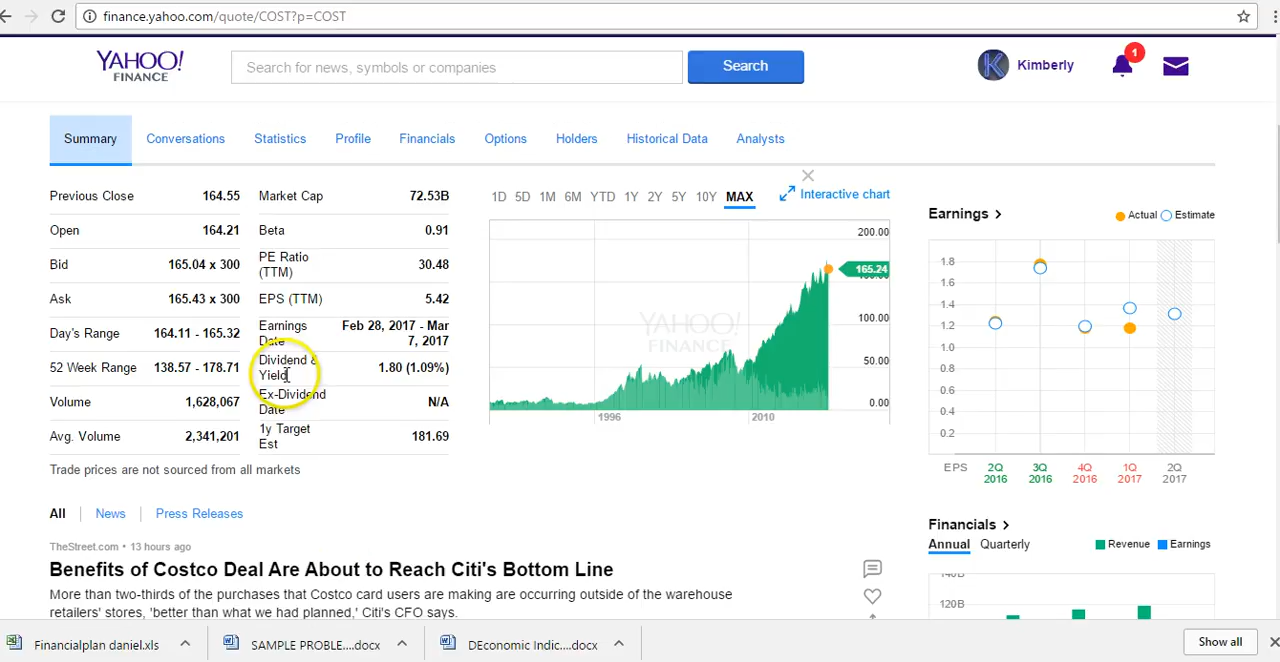 finance.yahoo.com/quote/COST?p=COST
YAHOO!
FINANCE
Search for news, symbols or companies
Search
K
Kimberly
1
Summary
Conversations
Statistics
Profile
Financials
Options
Holders
Historical Data
Analysts
Previous Close 164.55
Open 164.21
Bid 165.04 x 300
Ask 165.43 x 300
Day's Range 164.11 - 165.32
52 Week Range 138.57 - 178.71
Volume 1,628,067
Avg. Volume 2,341,201
Market Cap 72.53B
Beta 0.91
PE Ratio
(TTM) 30.48
EPS (TTM) 5.42
Earnings Feb 28, 2017 - Mar
Date 7, 2017
Dividend & 1.80 (1.09%)
Yield
Ex-Dividend N/A
Date
1y Target 181.69
Est
Trade prices are not sourced from all markets
1D 5D 1M 6M YTD 1Y 2Y 5Y 10Y MAX
Interactive chart
200.00
165.24
100.00
50.00
0.00
YAHOO!
FINANCE
1996 2010
Earnings
Actual Estimate
1.8
1.6
1.4
1.2
1.0
0.8
0.6
0.4
0.2
EPS 2Q 3Q 4Q 1Q 2Q
2016 2016 2016 2017 2017
All News Press Releases
TheStreet.com • 13 hours ago
Benefits of Costco Deal Are About to Reach Citi's Bottom Line
More than two-thirds of the purchases that Costco card users are making are occurring outside of the warehouse
retailers' stores, 'better than what we had planned,' Citi's CFO says.
Financials
Annual Quarterly
Revenue Earnings
140B
120B
Financialplan daniel.xls
SAMPLE PROBLE....docx
DEconomic Indic....docx
Show all